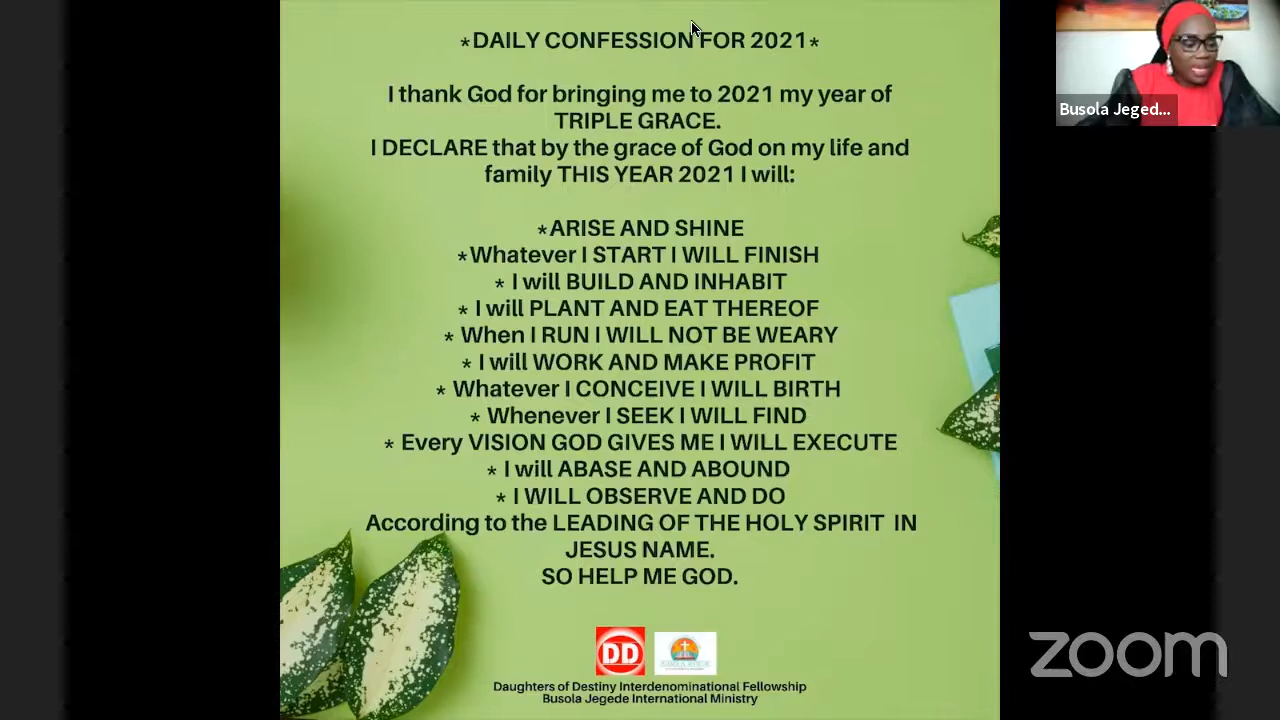 *DAILY CONFESSION FOR 2021*
I thank God for bringing me to 2021 my year of
TRIPLE GRACE.
I DECLARE that by the grace of God on my life and
family THIS YEAR 2021 I will:
*ARISE AND SHINE
*Whatever I START I WILL FINISH
* I will BUILD AND INHABIT
* I will PLANT AND EAT THEREOF
* When I RUN I WILL NOT BE WEARY
* I will WORK AND MAKE PROFIT
* Whatever I CONCEIVE I WILL BIRTH
* Whenever I SEEK I WILL FIND
* Every VISION GOD GIVES ME I WILL EXECUTE
* I will ABASE AND ABOUND
* I WILL OBSERVE AND DO
According to the LEADING OF THE HOLY SPIRIT IN
JESUS NAME.
SO HELP ME GOD.
DD
Daughters of Destiny Interdenominational Fellowship
Busola Jegede International Ministry
Busola Jeged...
zoom